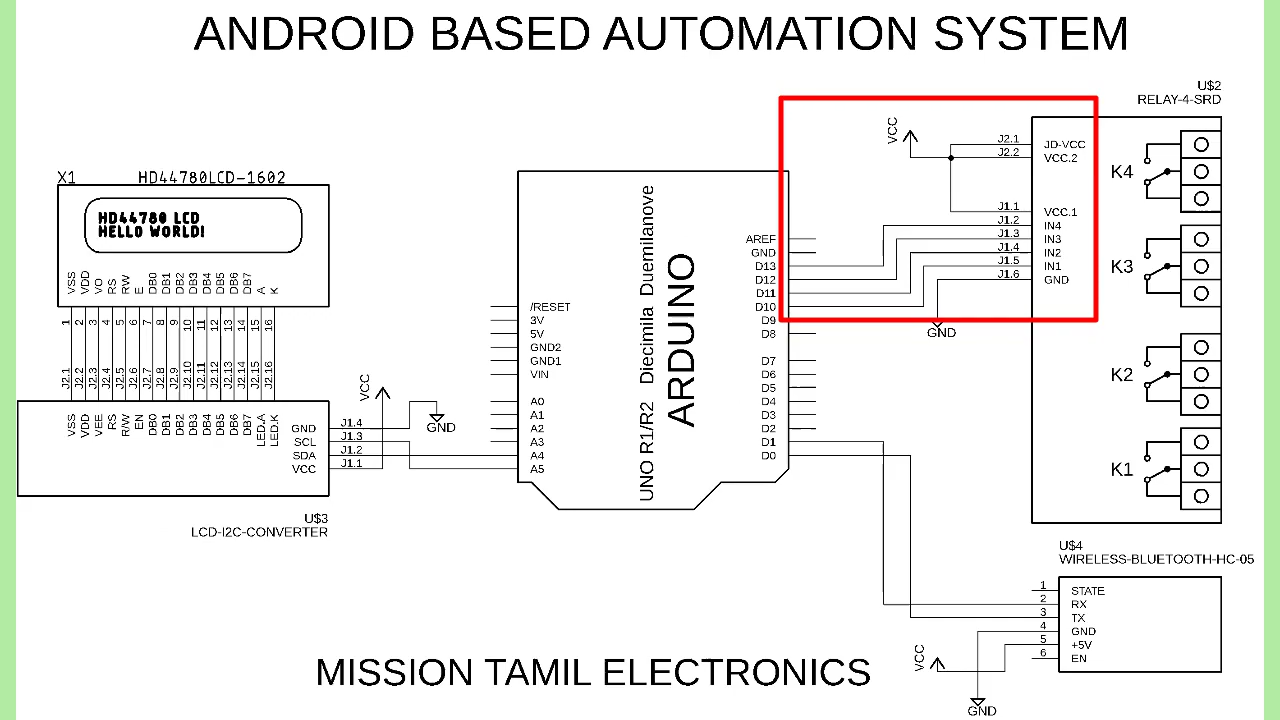 ANDROID BASED AUTOMATION SYSTEM
U$2
RELAY-4-SRD
VCC
J2.1 JD-VCC
J2.2 VCC.2
J1.1 VCC.1
J1.2 IN4
J1.3 IN3
J1.4 IN2
J1.5 IN1
J1.6 GND
GND
K4
K3
K2
K1
X1 HD44780LCD-1602
HD44780 LCD
HELLO WORLD!
VSS VDD VO RS RW E DB0 DB1 DB2 DB3 DB4 DB5 DB6 DB7 A K
1 2 3 4 5 6 7 8 9 10 11 12 13 14 15 16
J2.1 J2.2 J2.3 J2.4 J2.5 J2.6 J2.7 J2.8 J2.9 J2.10 J2.11 J2.12 J2.13 J2.14 J2.15 J2.16
VSS VDD VEE RS R/W EN DB0 DB1 DB2 DB3 DB4 DB5 DB6 DB7 LED.A LED.K
GND J1.4
SCL J1.3
SDA J1.2
VCC J1.1
VCC
GND
U$3
LCD-I2C-CONVERTER
/RESET
3V
5V
GND2
GND1
VIN
A0
A1
A2
A3
A4
A5
UNO R1/R2 Diecimila Duemilanove
ARDUINO
AREF
GND
D13
D12
D11
D10
D9
D8
D7
D6
D5
D4
D3
D2
D1
D0
U$4
WIRELESS-BLUETOOTH-HC-05
1 STATE
2 RX
3 TX
4 GND
5 +5V
6 EN
VCC
GND
MISSION TAMIL ELECTRONICS